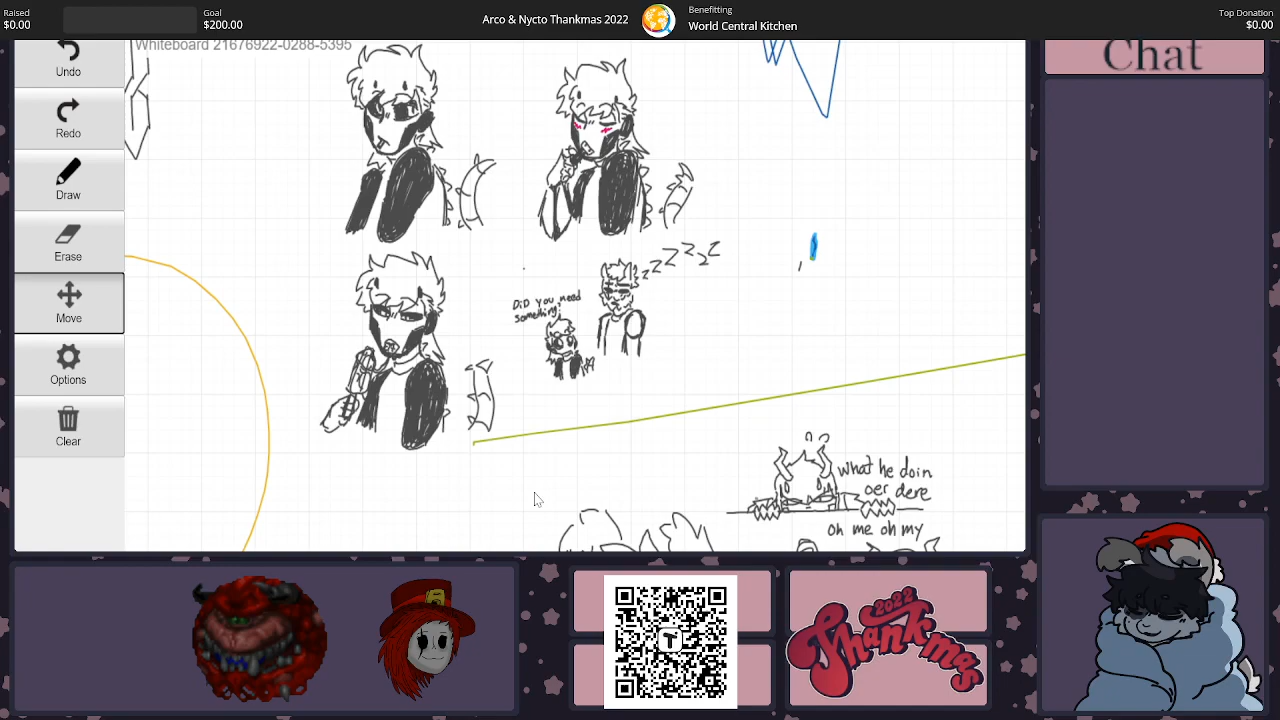 Raised
$0.00
Goal
$200.00
Arco & Nycto Thankmas 2022
Benefitting
World Central Kitchen
Top Donation
$0.00
Whiteboard 21676922-0288-5395
Undo
Redo
Draw
Erase
Move
Options
Clear
Chat
zzZZzzZ
DiD you need
something?
what he doin
oer dere
oh me oh my
T
2022
Thankmas